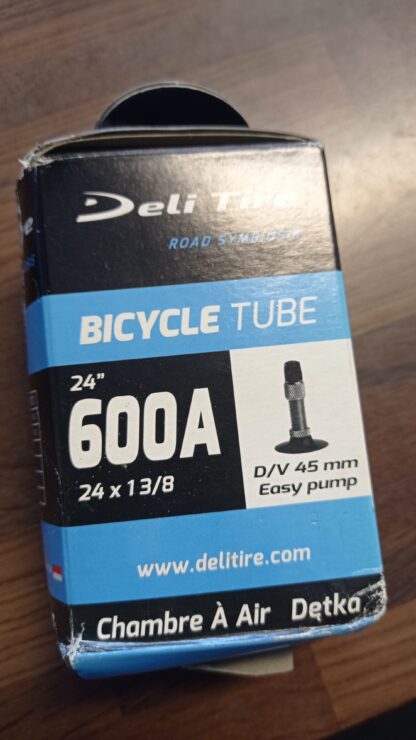 Deli Tire
ROAD SYMBIOSIS
BICYCLE TUBE
24"
600A
24 x 1 3/8
D/V 45 mm
Easy pump
www.delitire.com
Chambre À Air Dętka